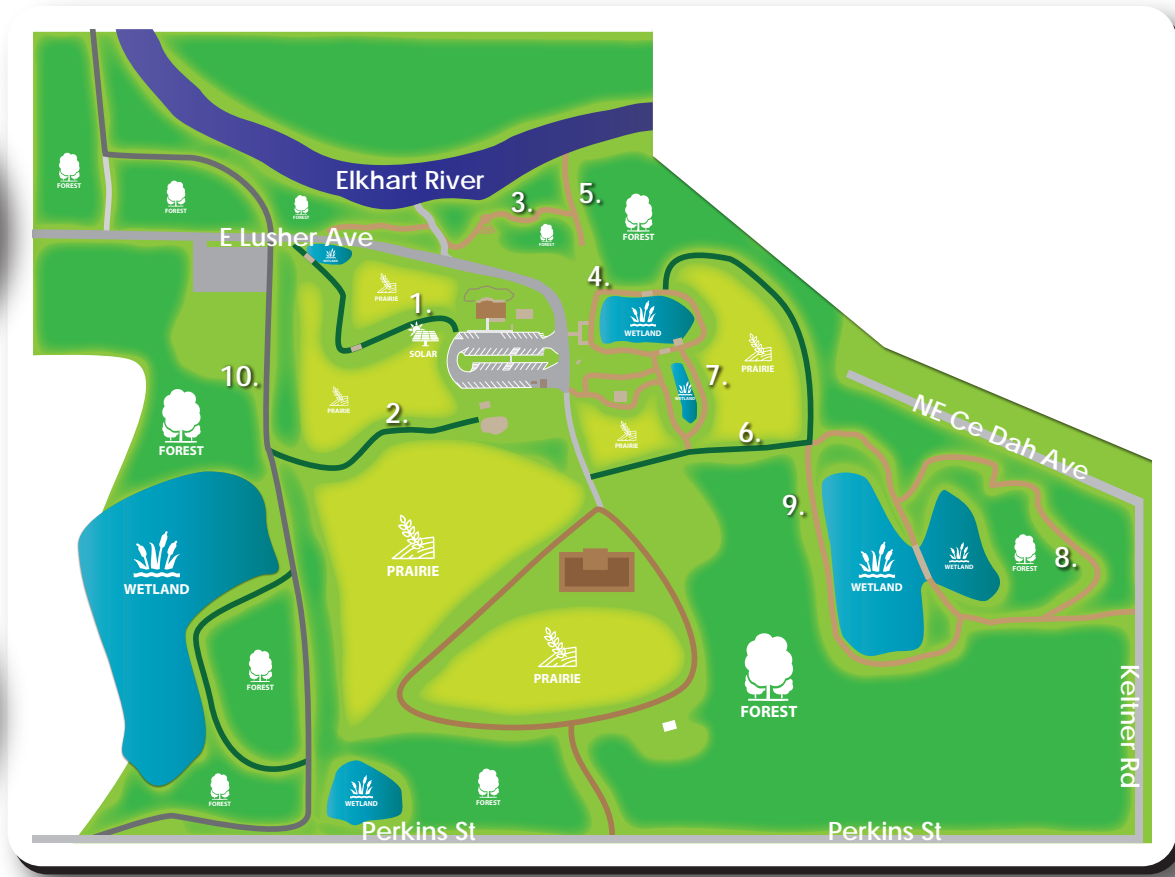 Elkhart River
FOREST
FOREST
FOREST
3.
5.
FOREST
FOREST
E Lusher Ave
WETLAND
4.
PRAIRIE
1.
SOLAR
WETLAND
PRAIRIE
10.
PRAIRIE
2.
7.
WETLAND
PRAIRIE
6.
NE Ce Dah Ave
FOREST
9.
PRAIRIE
WETLAND
WETLAND
WETLAND
FOREST
8.
FOREST
PRAIRIE
FOREST
Keltner Rd
FOREST
WETLAND
FOREST
Perkins St
Perkins St